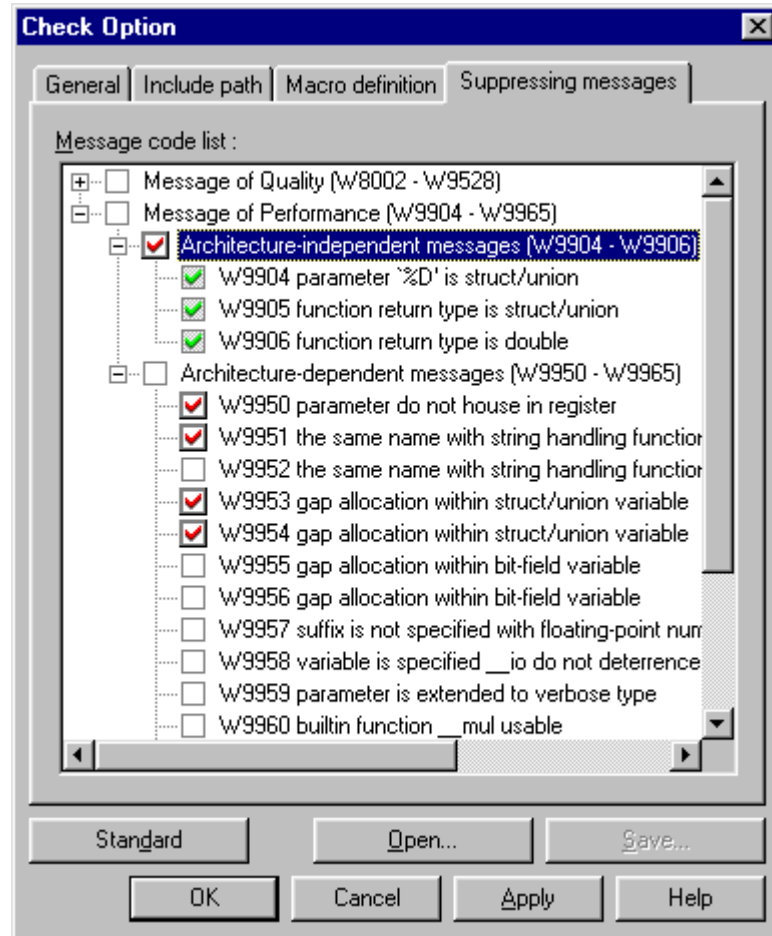 Check Option
General Include path Macro definition Suppressing messages
Message code list :
Message of Quality (W8002 - W9528)
Message of Performance (W9904 - W9965)
Architecture-independent messages (W9904 - W9906)
W9904 parameter `%D' is struct/union
W9905 function return type is struct/union
W9906 function return type is double
Architecture-dependent messages (W9950 - W9965)
W9950 parameter do not house in register
W9951 the same name with string handling function
W9952 the same name with string handling function
W9953 gap allocation within struct/union variable
W9954 gap allocation within struct/union variable
W9955 gap allocation within bit-field variable
W9956 gap allocation within bit-field variable
W9957 suffix is not specified with floating-point num
W9958 variable is specified __io do not deterrence
W9959 parameter is extended to verbose type
W9960 builtin function __mul usable
Standard Open... Save...
OK Cancel Apply Help